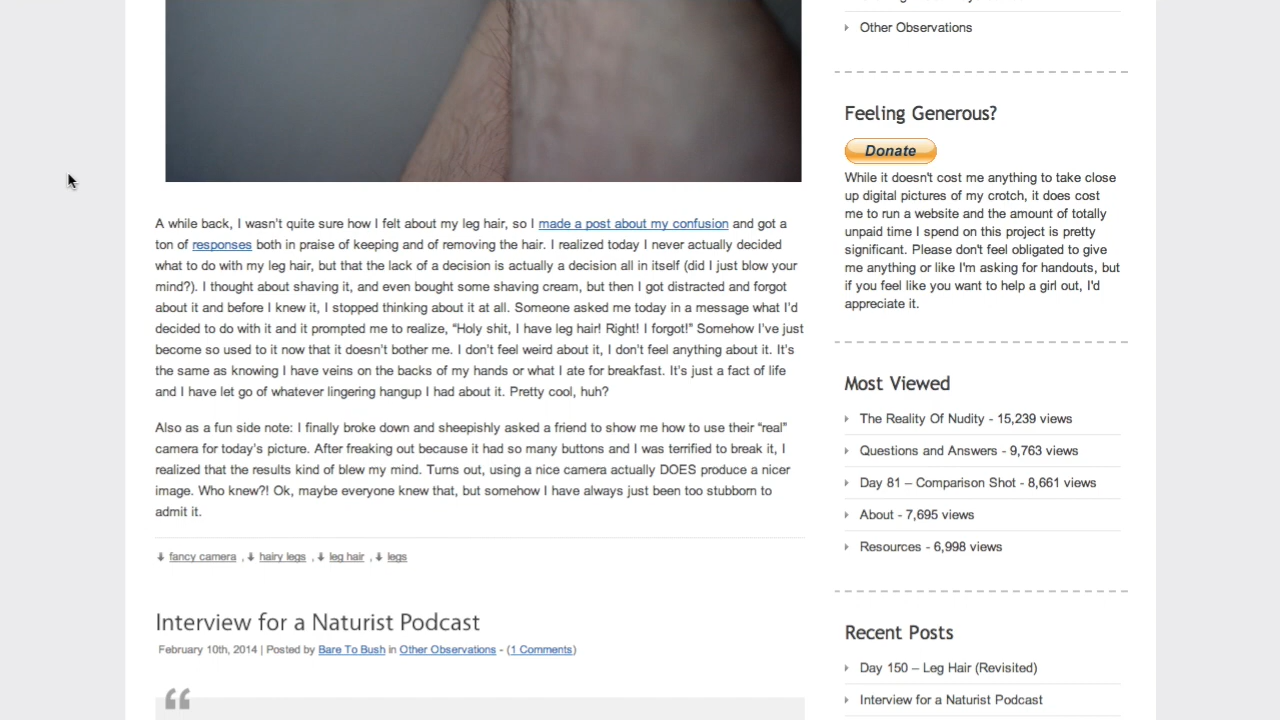 Other Observations
Feeling Generous?
Donate
While it doesn't cost me anything to take close
up digital pictures of my crotch, it does cost
me to run a website and the amount of totally
unpaid time I spend on this project is pretty
significant. Please don't feel obligated to give
me anything or like I'm asking for handouts, but
if you feel like you want to help a girl out, I'd
appreciate it.
A while back, I wasn't quite sure how I felt about my leg hair, so I made a post about my confusion and got a
ton of responses both in praise of keeping and of removing the hair. I realized today I never actually decided
what to do with my leg hair, but that the lack of a decision is actually a decision all in itself (did I just blow your
mind?). I thought about shaving it, and even bought some shaving cream, but then I got distracted and forgot
about it and before I knew it, I stopped thinking about it at all. Someone asked me today in a message what I'd
decided to do with it and it prompted me to realize, “Holy shit, I have leg hair! Right! I forgot!” Somehow I've just
become so used to it now that it doesn't bother me. I don't feel weird about it, I don't feel anything about it. It's
the same as knowing I have veins on the backs of my hands or what I ate for breakfast. It's just a fact of life
and I have let go of whatever lingering hangup I had about it. Pretty cool, huh?
Also as a fun side note: I finally broke down and sheepishly asked a friend to show me how to use their “real”
camera for today's picture. After freaking out because it had so many buttons and I was terrified to break it, I
realized that the results kind of blew my mind. Turns out, using a nice camera actually DOES produce a nicer
image. Who knew?! Ok, maybe everyone knew that, but somehow I have always just been too stubborn to
admit it.
fancy camera , hairy legs , leg hair , legs
Interview for a Naturist Podcast
February 10th, 2014 | Posted by Bare To Bush in Other Observations - (1 Comments)
Most Viewed
The Reality Of Nudity - 15,239 views
Questions and Answers - 9,763 views
Day 81 – Comparison Shot - 8,661 views
About - 7,695 views
Resources - 6,998 views
Recent Posts
Day 150 – Leg Hair (Revisited)
Interview for a Naturist Podcast